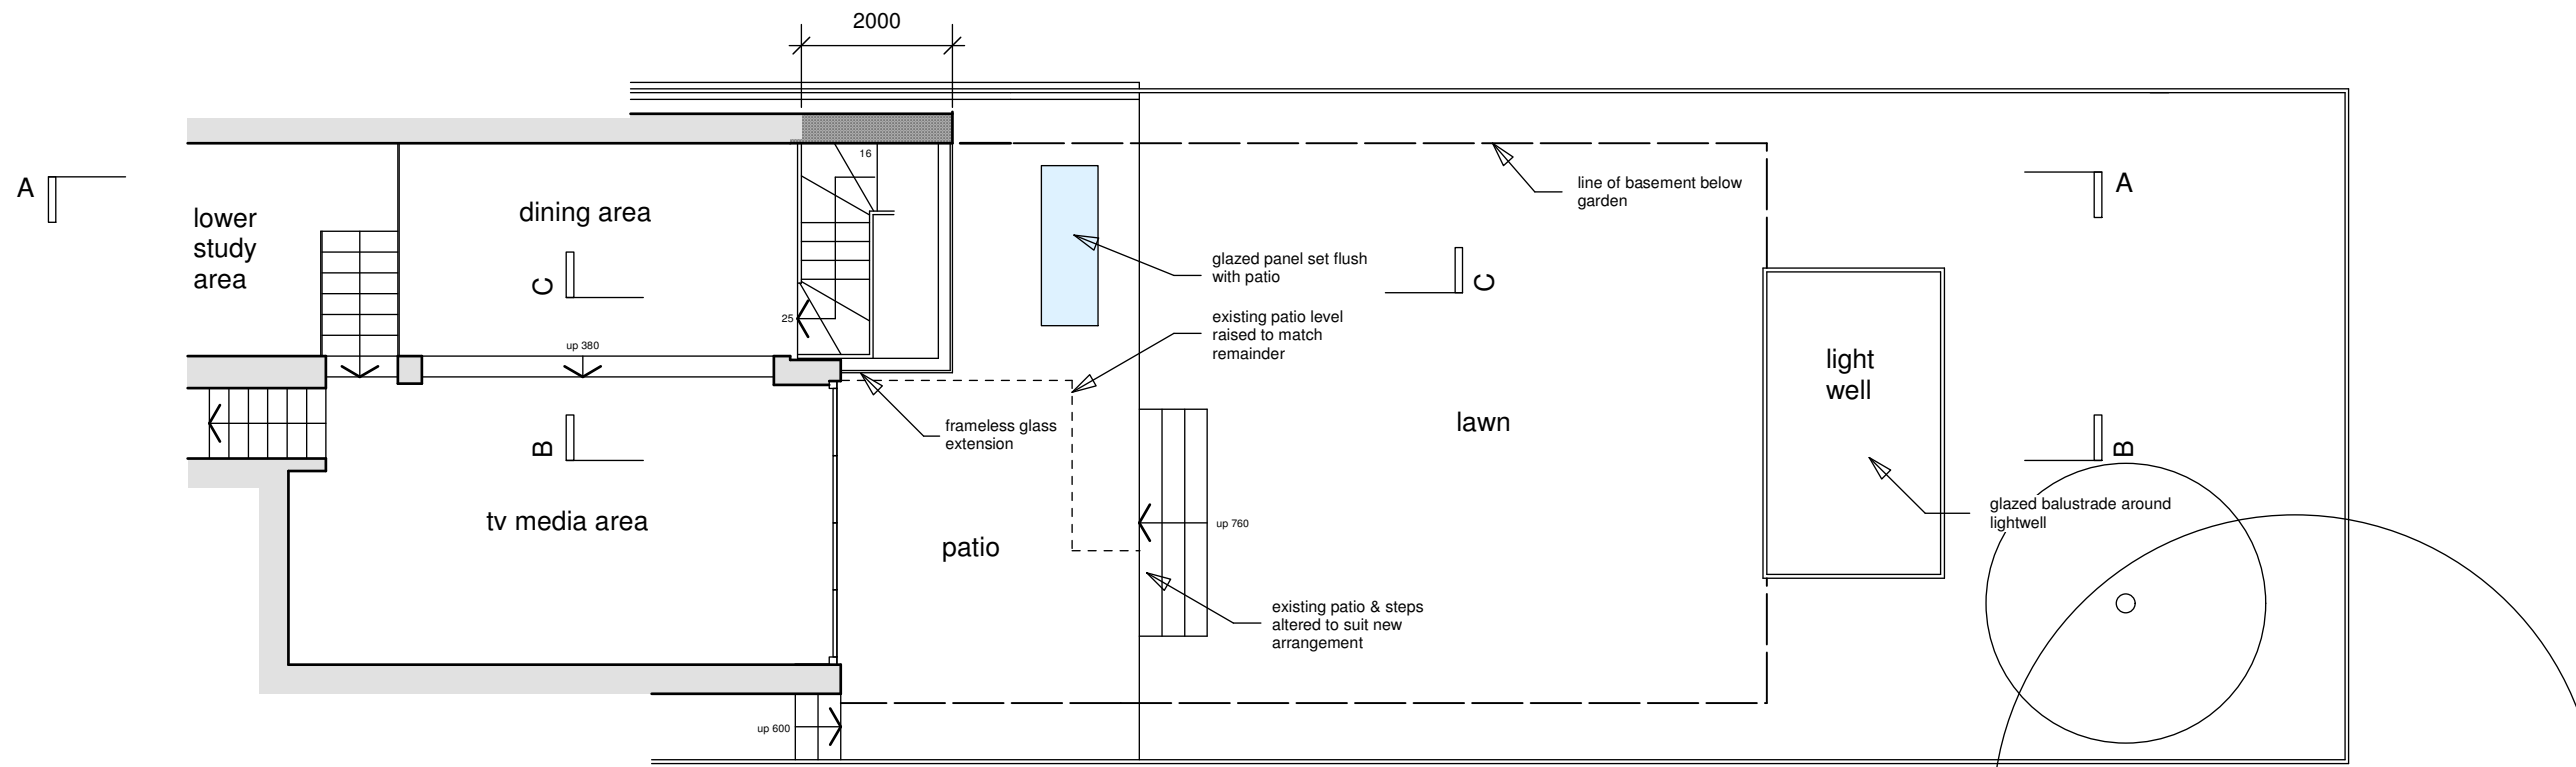 2000
A
lower
study
area
dining area
C
up 380
16
25
line of basement below
garden
A
glazed panel set flush
with patio
C
existing patio level
raised to match
remainder
light
well
frameless glass
extension
lawn
B
B
tv media area
patio
up 760
glazed balustrade around
lightwell
existing patio & steps
altered to suit new
arrangement
up 600